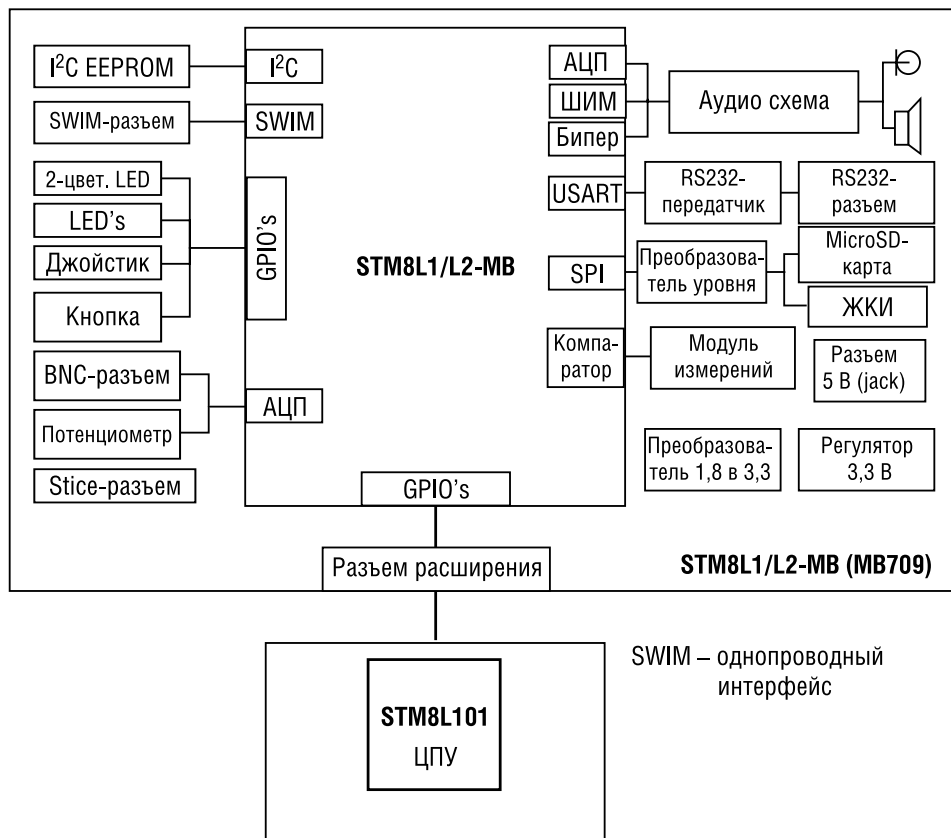 I²C EEPROM
I²C
SWIM-разъем
SWIM
2-цвет. LED
LED's
Джойстик
Кнопка
GPIO's
BNC-разъем
Потенциометр
АЦП
Stice-разъем
STM8L1/L2-MB
АЦП
ШИМ
Бипер
Аудио схема
USART
RS232-
передатчик
RS232-
разъем
SPI
Преобразова-
тель уровня
MicroSD-
карта
ЖКИ
Компа-
ратор
Модуль
измерений
Разъем
5 В (jack)
Преобразова-
тель 1,8 в 3,3
Регулятор
3,3 В
GPIO's
Разъем расширения
STM8L1/L2-MB (MB709)
STM8L101
ЦПУ
SWIM – однопроводный
интерфейс